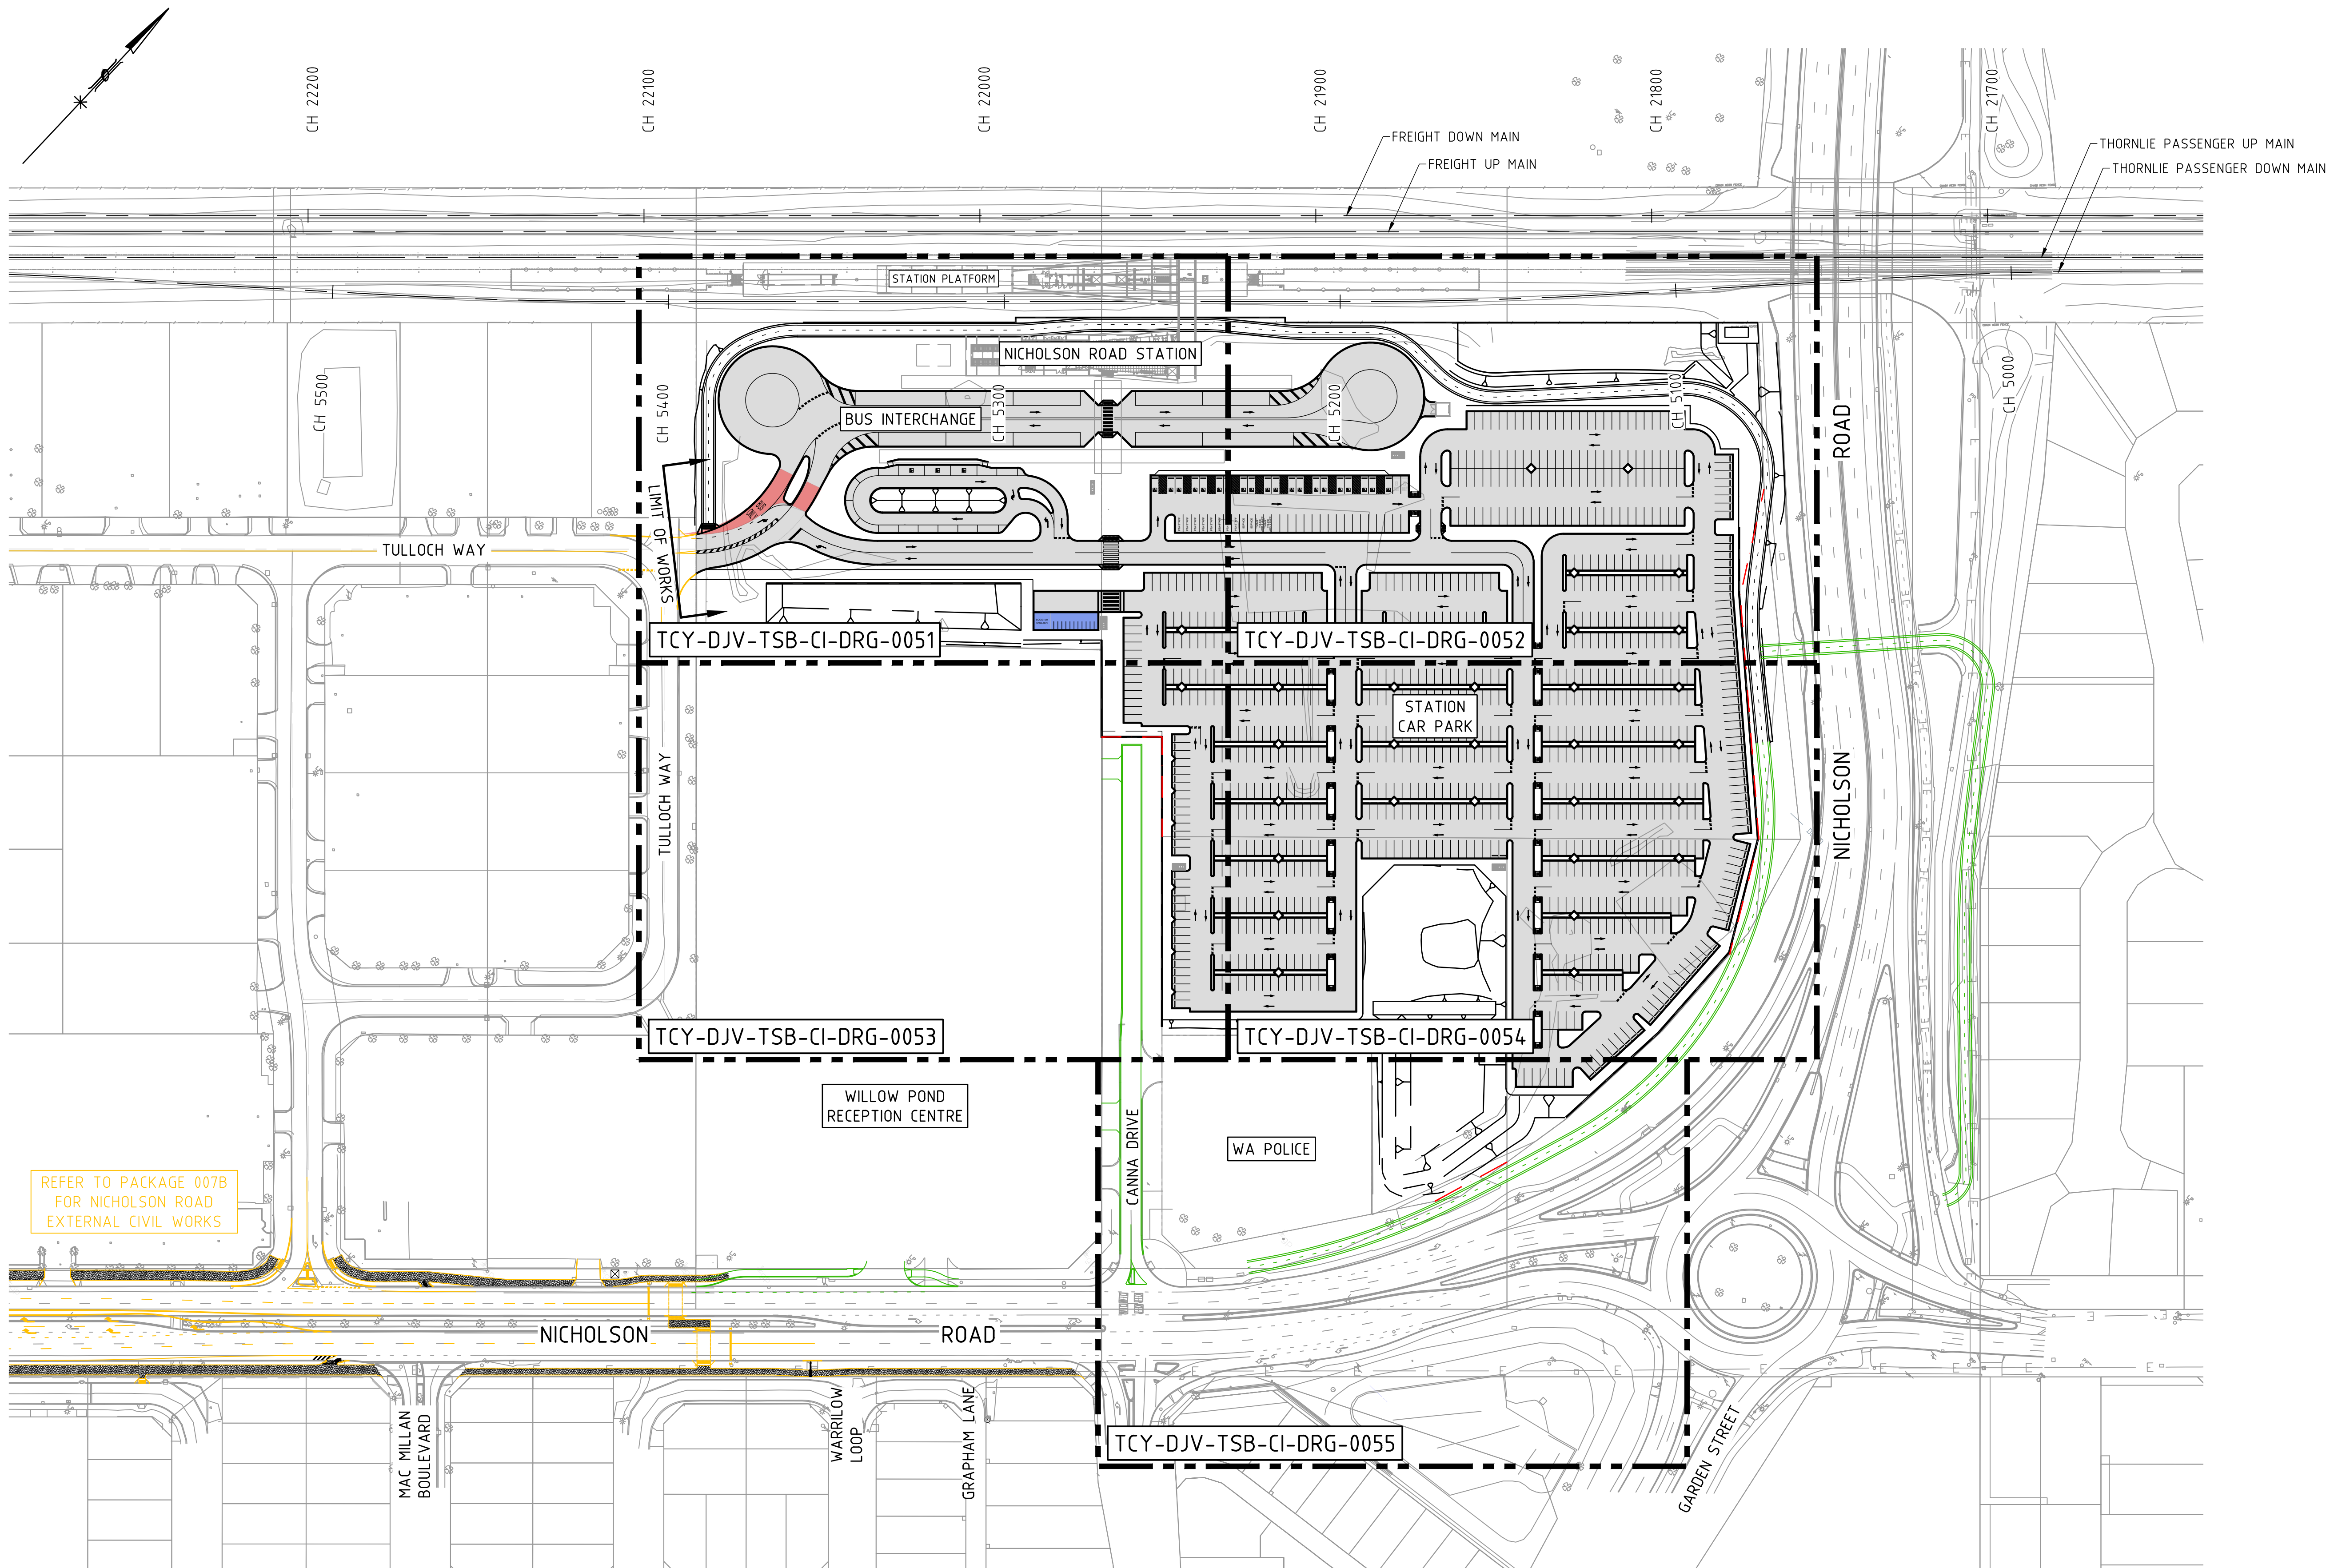 CH 22200
CH 22100
CH 22000
CH 21900
CH 21800
CH 21700
FREIGHT DOWN MAIN
FREIGHT UP MAIN
THORNLIE PASSENGER UP MAIN
THORNLIE PASSENGER DOWN MAIN
STATION PLATFORM
NICHOLSON ROAD STATION
BUS INTERCHANGE
CH 5500
CH 5400
CH 5300
CH 5200
CH 5100
CH 5000
LIMIT OF WORKS
TULLOCH WAY
TULLOCH WAY
TCY-DJV-TSB-CI-DRG-0051
TCY-DJV-TSB-CI-DRG-0052
STATION
CAR PARK
NICHOLSON ROAD
TCY-DJV-TSB-CI-DRG-0053
TCY-DJV-TSB-CI-DRG-0054
WILLOW POND
RECEPTION CENTRE
CANNA DRIVE
WA POLICE
REFER TO PACKAGE 007B
FOR NICHOLSON ROAD
EXTERNAL CIVIL WORKS
NICHOLSON ROAD
MAC MILLAN
BOULEVARD
WARRILOW
LOOP
GRAPHAM LANE
TCY-DJV-TSB-CI-DRG-0055
GARDEN STREET